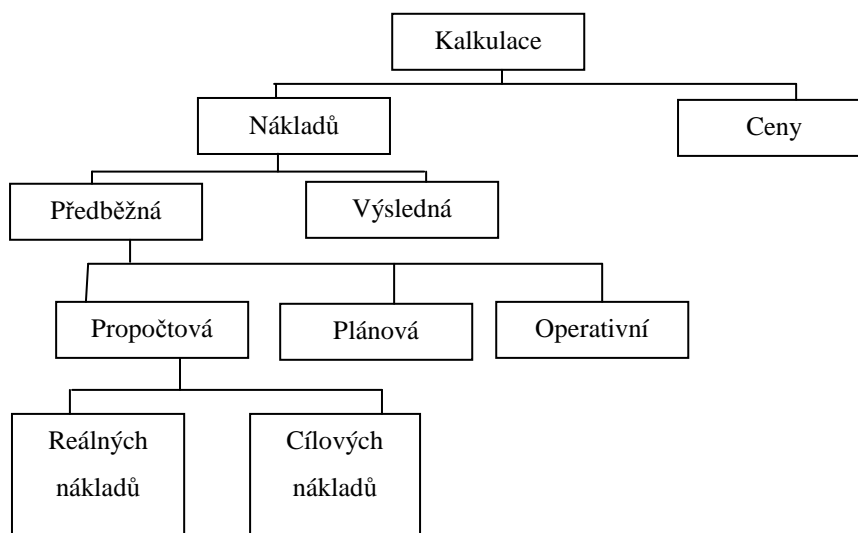 Kalkulace
Nákladů
Ceny
Předběžná
Výsledná
Propočtová
Plánová
Operativní
Reálných
nákladů
Cílových
nákladů